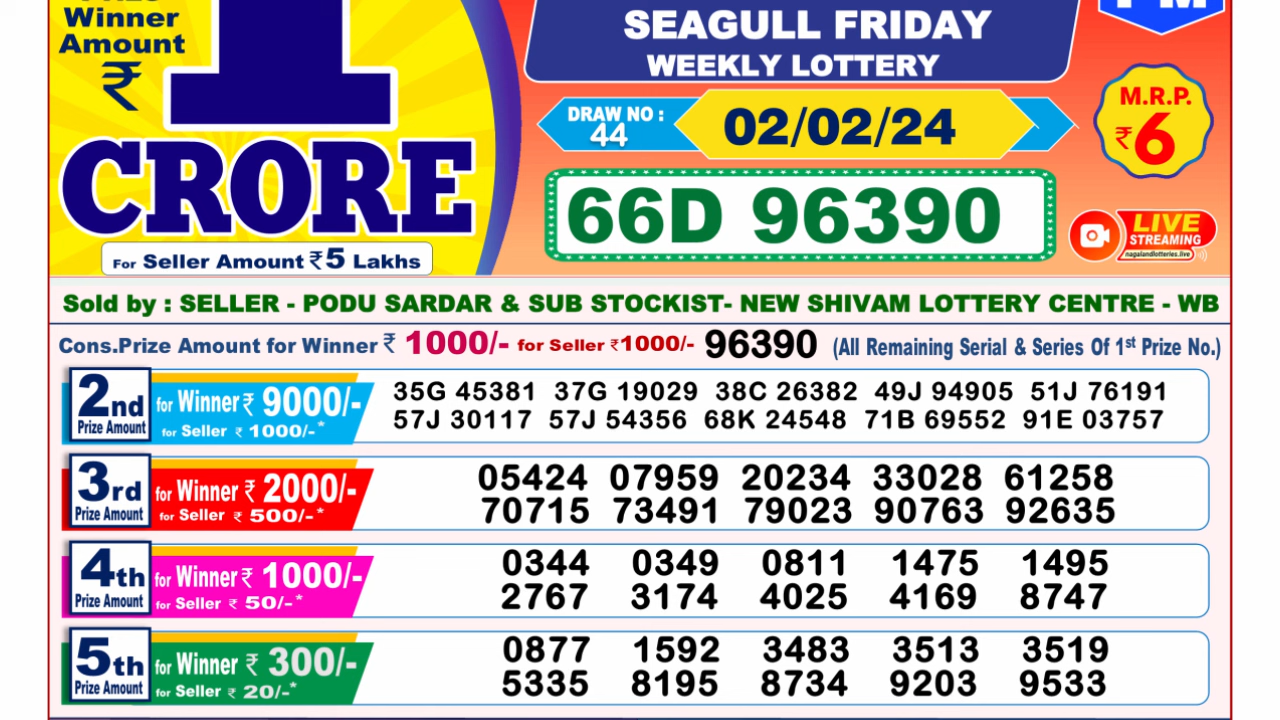 Winner
Amount
₹
1
CRORE
For Seller Amount ₹5 Lakhs
SEAGULL FRIDAY
WEEKLY LOTTERY
DRAW NO :
44
02/02/24
M.R.P.
₹6
66D 96390
LIVE
STREAMING
nagalandlotteries.live
Sold by : SELLER - PODU SARDAR & SUB STOCKIST- NEW SHIVAM LOTTERY CENTRE - WB
Cons.Prize Amount for Winner ₹ 1000/- for Seller ₹1000/- 96390 (All Remaining Serial & Series Of 1st Prize No.)
2nd
Prize Amount
for Winner ₹ 9000/-
for Seller ₹ 1000/-*
35G 45381 37G 19029 38C 26382 49J 94905 51J 76191
57J 30117 57J 54356 68K 24548 71B 69552 91E 03757
3rd
Prize Amount
for Winner ₹ 2000/-
for Seller ₹ 500/-*
05424 07959 20234 33028 61258
70715 73491 79023 90763 92635
4th
Prize Amount
for Winner ₹ 1000/-
for Seller ₹ 50/-*
0344 0349 0811 1475 1495
2767 3174 4025 4169 8747
5th
Prize Amount
for Winner ₹ 300/-
for Seller ₹ 20/-*
0877 1592 3483 3513 3519
5335 8195 8734 9203 9533